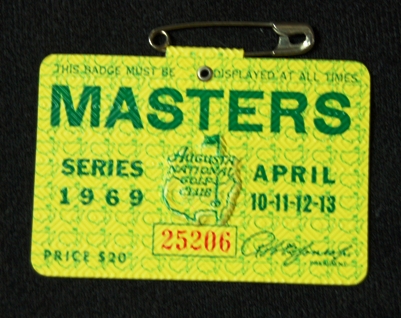 THIS BADGE MUST BE DISPLAYED AT ALL TIMES
MASTERS
SERIES
1969
AUGUSTA
NATIONAL
GOLF
CLUB
APRIL
10-11-12-13
25206
PRICE $20
PRESIDENT